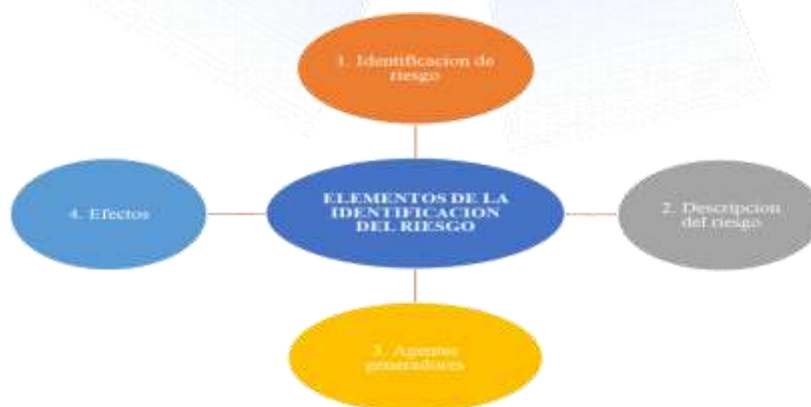 1. Identificacion de
riesgo
ELEMENTOS DE LA
IDENTIFICACION
DEL RIESGO
2. Descripcion
del riesgo
3. Agentes
generadores
4. Efectos